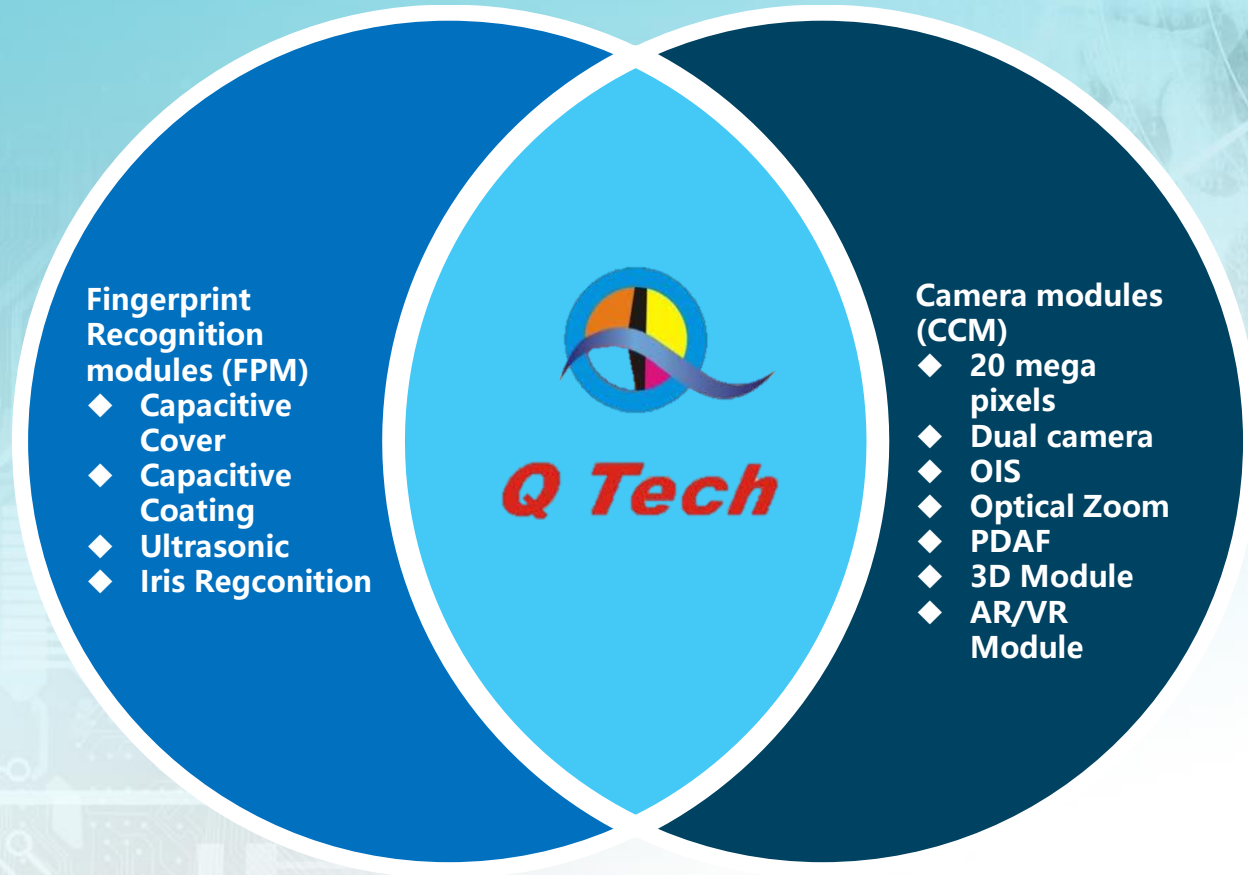 Fingerprint
Recognition
modules (FPM)
◆ Capacitive
Cover
◆ Capacitive
Coating
◆ Ultrasonic
◆ Iris Regconition
Q Tech
Camera modules
(CCM)
◆ 20 mega
pixels
◆ Dual camera
◆ OIS
◆ Optical Zoom
◆ PDAF
◆ 3D Module
◆ AR/VR
Module